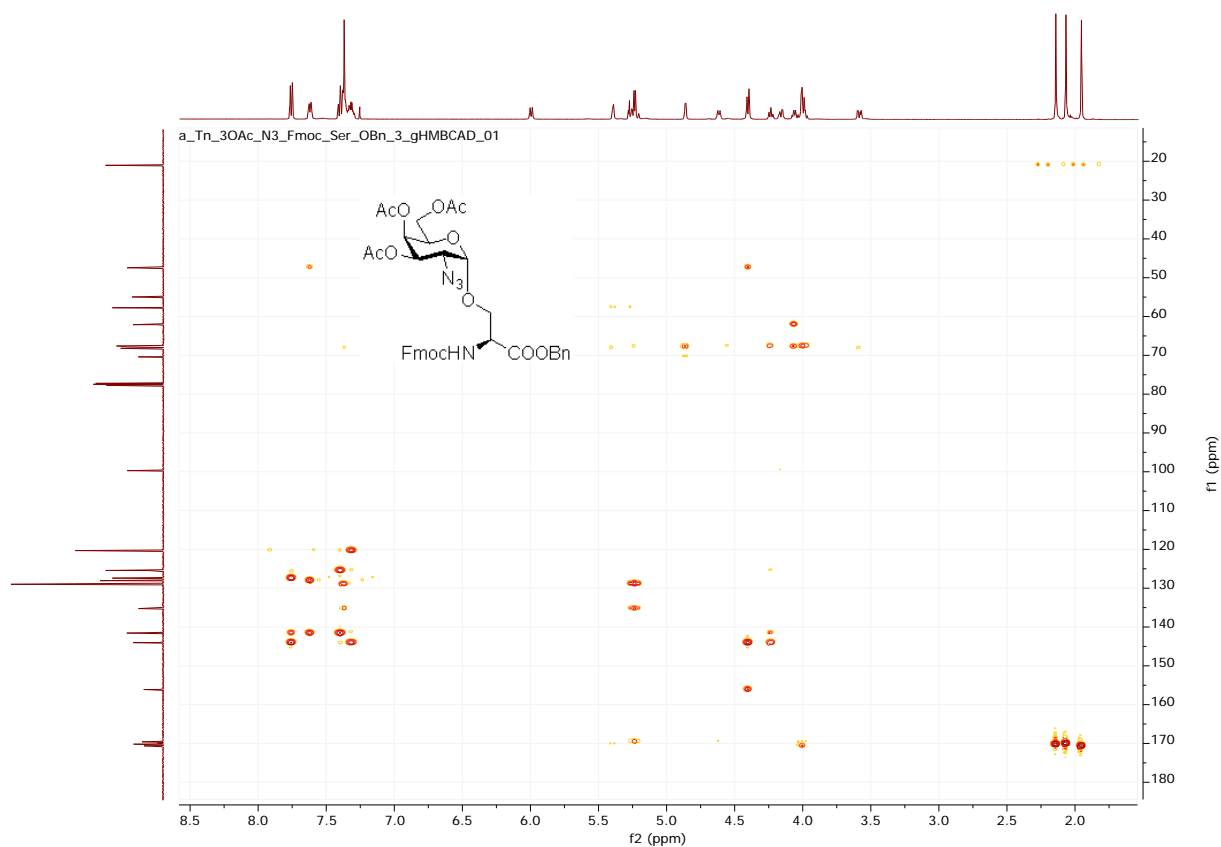 a_Tn_3OAc_N3_Fmoc_Ser_OBn_3_gHMBCAD_01
AcO OAc
O
AcO
N3
O
FmocHN COOBn
20
30
40
50
60
70
80
90
100
110
120
130
140
150
160
170
180
f1 (ppm)
8.5 8.0 7.5 7.0 6.5 6.0 5.5 5.0 4.5 4.0 3.5 3.0 2.5 2.0
f2 (ppm)